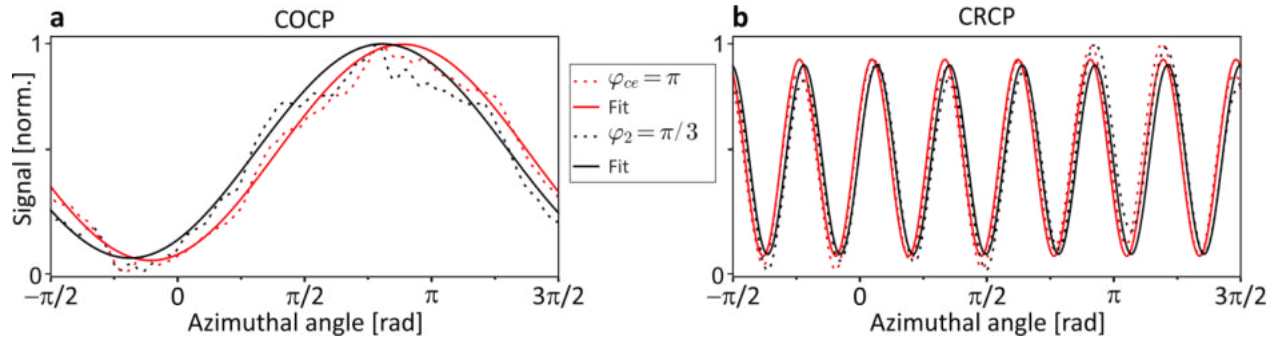 a
COCP
Signal [norm.]
1
0
−π/2
0
π/2
π
3π/2
Azimuthal angle [rad]
φce = π
Fit
φ2 = π/3
Fit
b
CRCP
1
0
−π/2
0
π/2
π
3π/2
Azimuthal angle [rad]